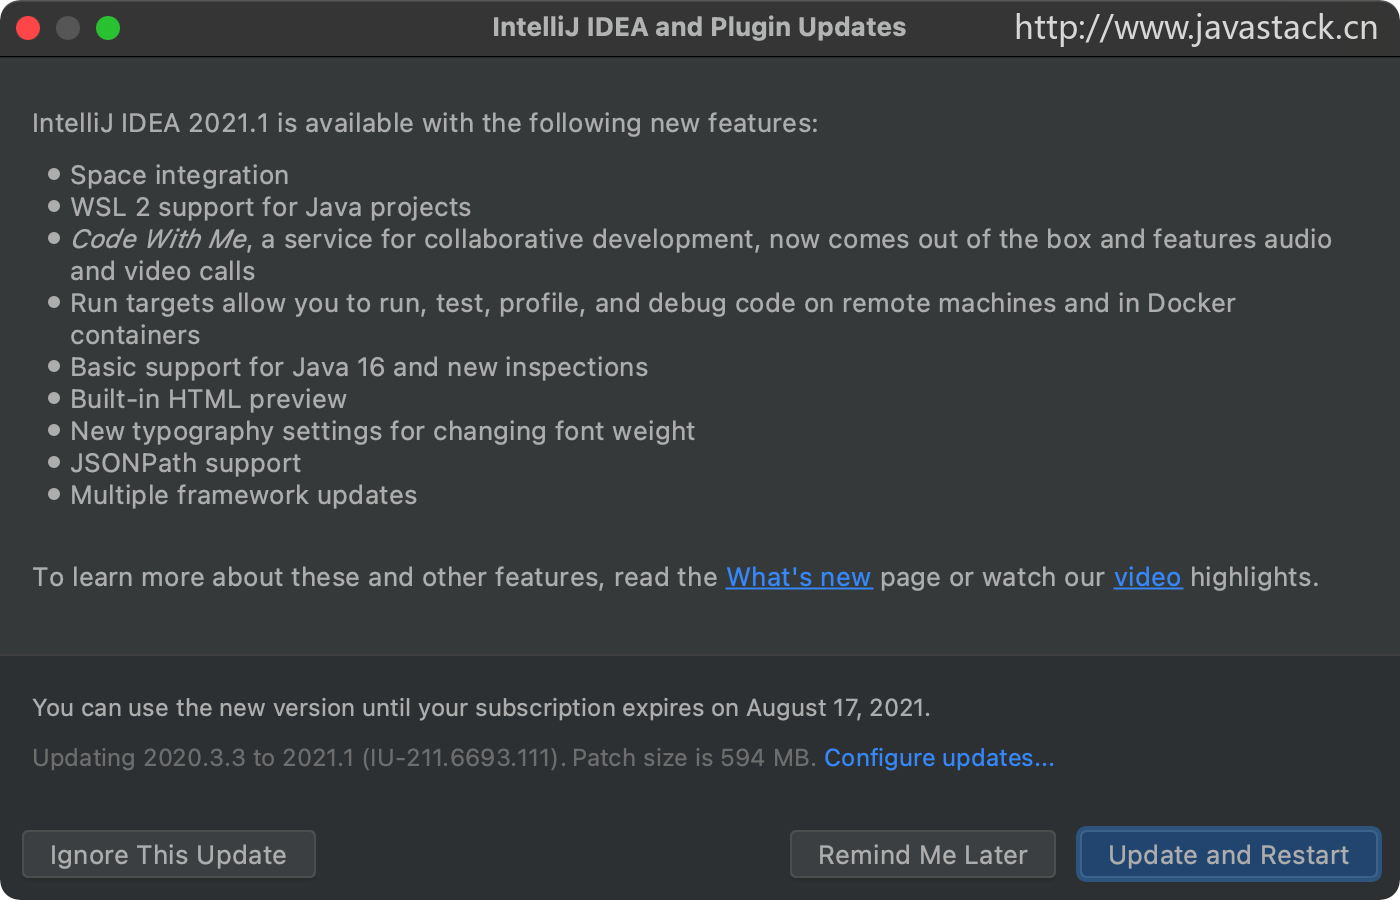 IntelliJ IDEA and Plugin Updates
http://www.javastack.cn
IntelliJ IDEA 2021.1 is available with the following new features:
• Space integration
• WSL 2 support for Java projects
• Code With Me, a service for collaborative development, now comes out of the box and features audio
and video calls
• Run targets allow you to run, test, profile, and debug code on remote machines and in Docker
containers
• Basic support for Java 16 and new inspections
• Built-in HTML preview
• New typography settings for changing font weight
• JSONPath support
• Multiple framework updates
To learn more about these and other features, read the What's new page or watch our video highlights.
You can use the new version until your subscription expires on August 17, 2021.
Updating 2020.3.3 to 2021.1 (IU-211.6693.111). Patch size is 594 MB. Configure updates...
Ignore This Update
Remind Me Later
Update and Restart